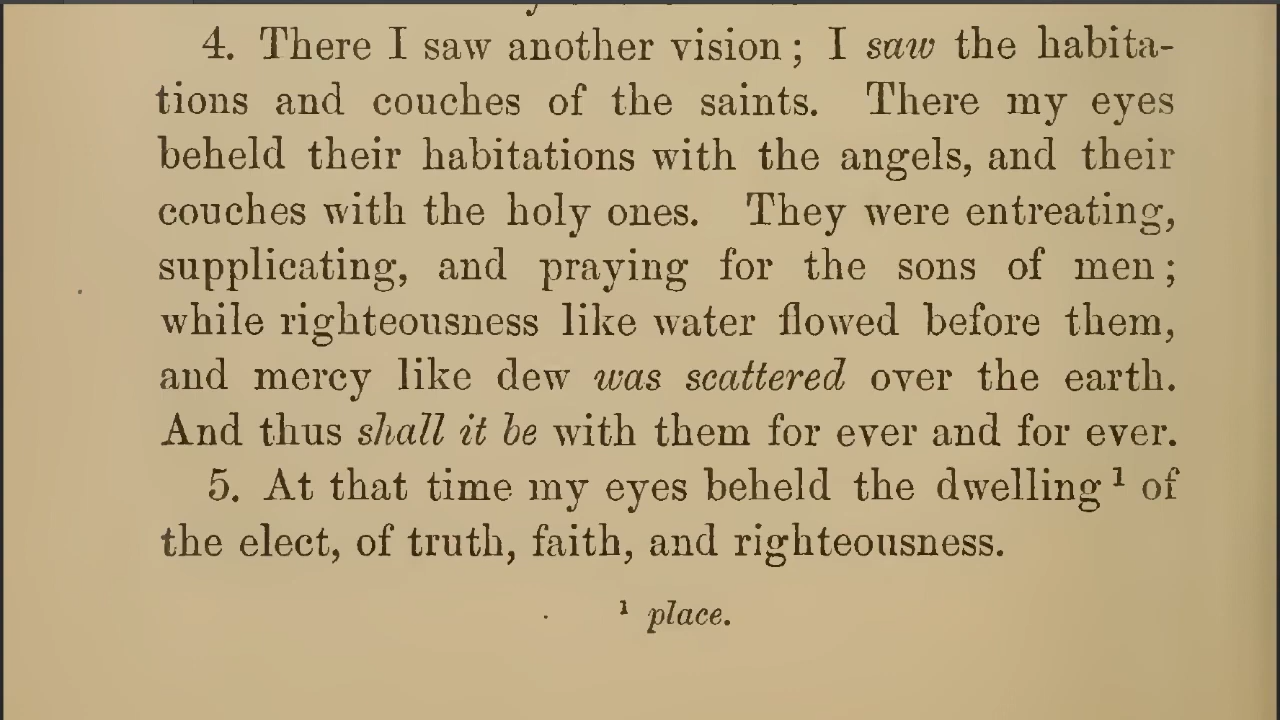 4. There I saw another vision; I saw the habita-
tions and couches of the saints. There my eyes
beheld their habitations with the angels, and their
couches with the holy ones. They were entreating,
supplicating, and praying for the sons of men;
while righteousness like water flowed before them,
and mercy like dew was scattered over the earth.
And thus shall it be with them for ever and for ever.
5. At that time my eyes beheld the dwelling ¹ of
the elect, of truth, faith, and righteousness.
¹ place.